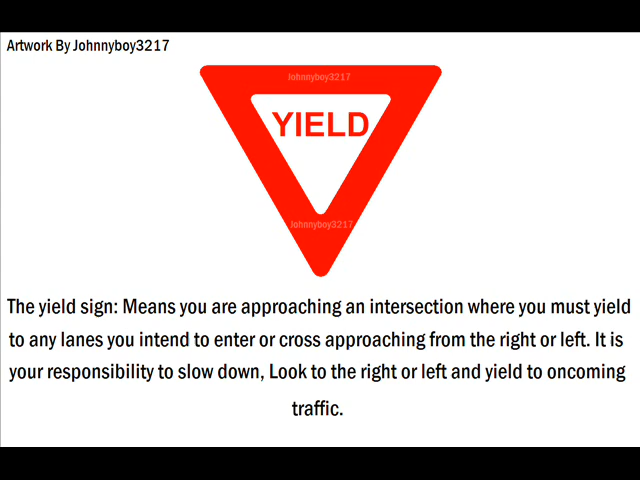 Artwork By Johnnyboy3217
Johnnyboy3217
YIELD
Johnnyboy3217
The yield sign: Means you are approaching an intersection where you must yield
to any lanes you intend to enter or cross approaching from the right or left. It is
your responsibility to slow down, Look to the right or left and yield to oncoming
traffic.